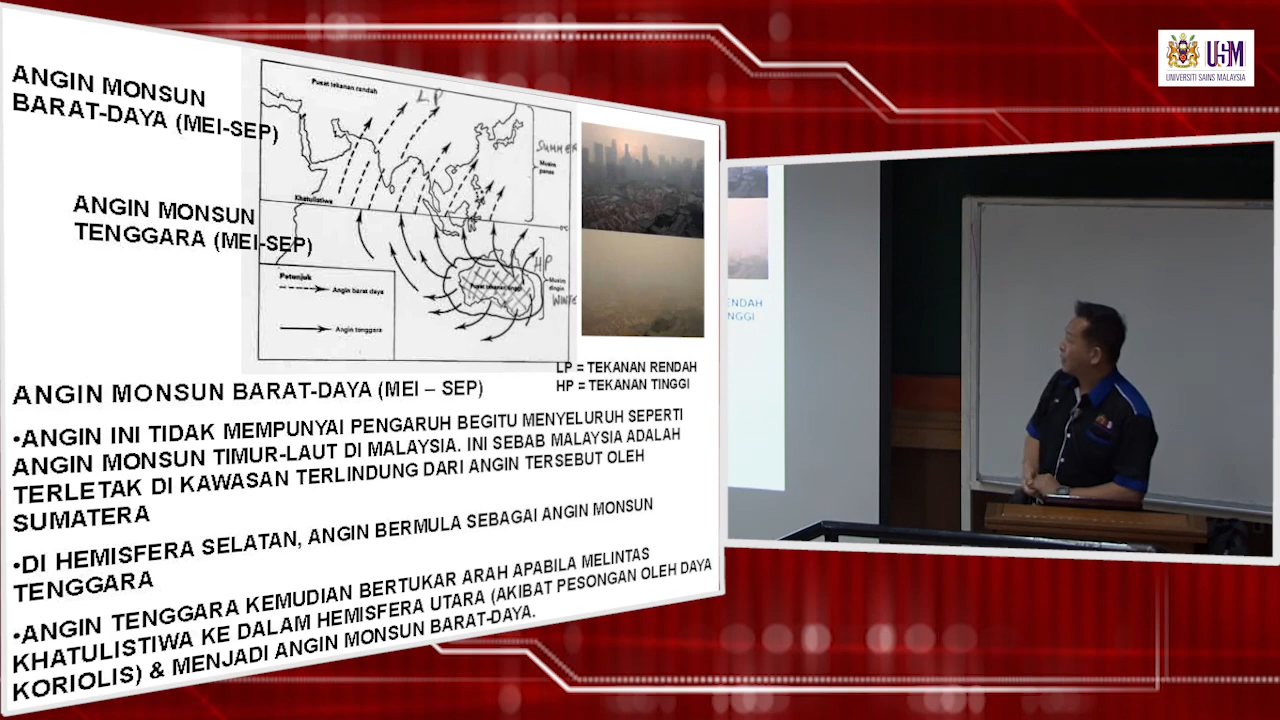 ANGIN MONSUN
BARAT-DAYA (MEI-SEP)
ANGIN MONSUN
TENGGARA (MEI-SEP)
Pusat tekanan rendah
LP
SUMMER
Musim
panas
Khatulistiwa
0°C
HP
Pusat tekanan tinggi
Musim
dingin
WINTE
Petunjuk
Angin barat daya
Angin tenggara
LP = TEKANAN RENDAH
HP = TEKANAN TINGGI
ANGIN MONSUN BARAT-DAYA (MEI – SEP)
•ANGIN INI TIDAK MEMPUNYAI PENGARUH BEGITU MENYELURUH SEPERTI
ANGIN MONSUN TIMUR-LAUT DI MALAYSIA. INI SEBAB MALAYSIA ADALAH
TERLETAK DI KAWASAN TERLINDUNG DARI ANGIN TERSEBUT OLEH
SUMATERA
•DI HEMISFERA SELATAN, ANGIN BERMULA SEBAGAI ANGIN MONSUN
TENGGARA
•ANGIN TENGGARA KEMUDIAN BERTUKAR ARAH APABILA MELINTAS
KHATULISTIWA KE DALAM HEMISFERA UTARA (AKIBAT PESONGAN OLEH DAYA
KORIOLIS) & MENJADI ANGIN MONSUN BARAT-DAYA.
USM
UNIVERSITI SAINS MALAYSIA
ENDAH
NGGI